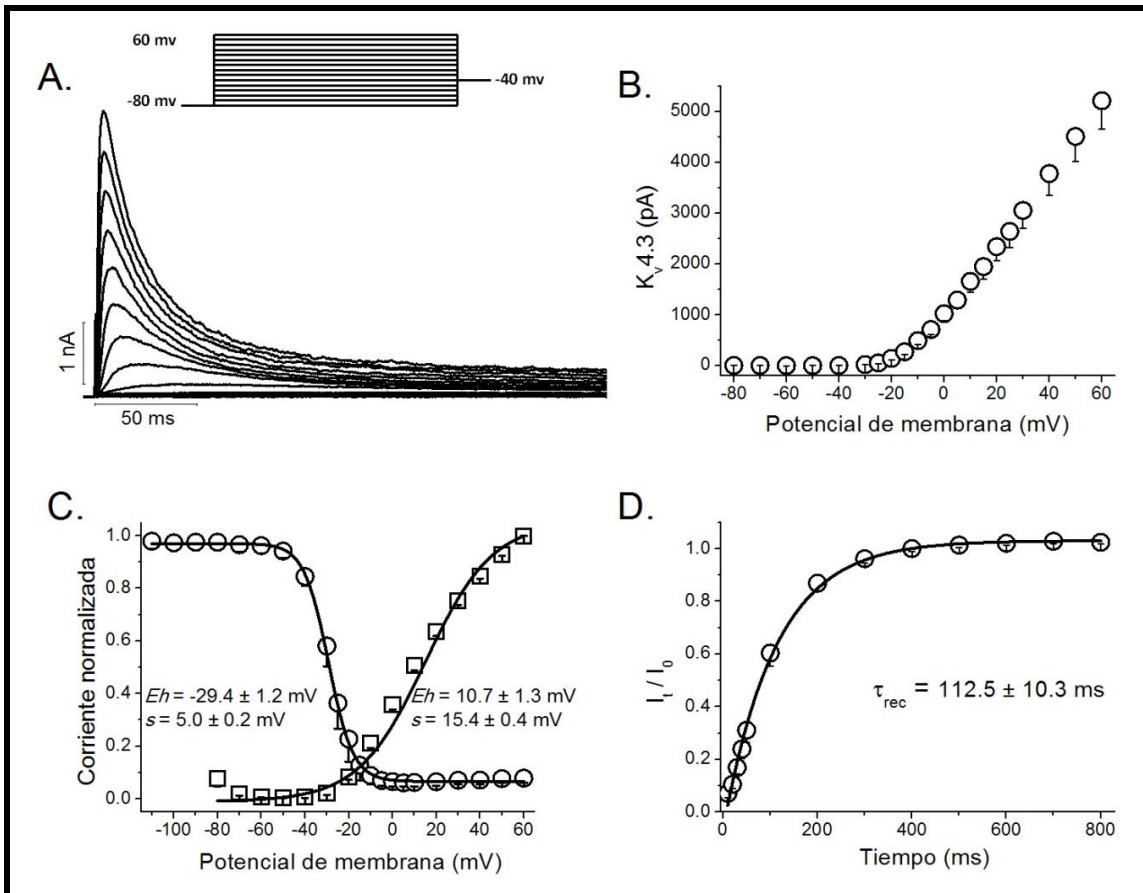 A.
60 mv
-40 mv
-80 mv
1 nA
50 ms
B.
5000
4000
3000
2000
1000
0
K_v4.3 (pA)
-80 -60 -40 -20 0 20 40 60
Potencial de membrana (mV)
C.
1.0
0.8
0.6
0.4
0.2
0.0
Corriente normalizada
Eh = -29.4 ± 1.2 mV
s = 5.0 ± 0.2 mV
Eh = 10.7 ± 1.3 mV
s = 15.4 ± 0.4 mV
-100 -80 -60 -40 -20 0 20 40 60
Potencial de membrana (mV)
D.
1.0
0.8
0.6
0.4
0.2
0.0
I_t / I_0
τ_rec = 112.5 ± 10.3 ms
0 200 400 600 800
Tiempo (ms)